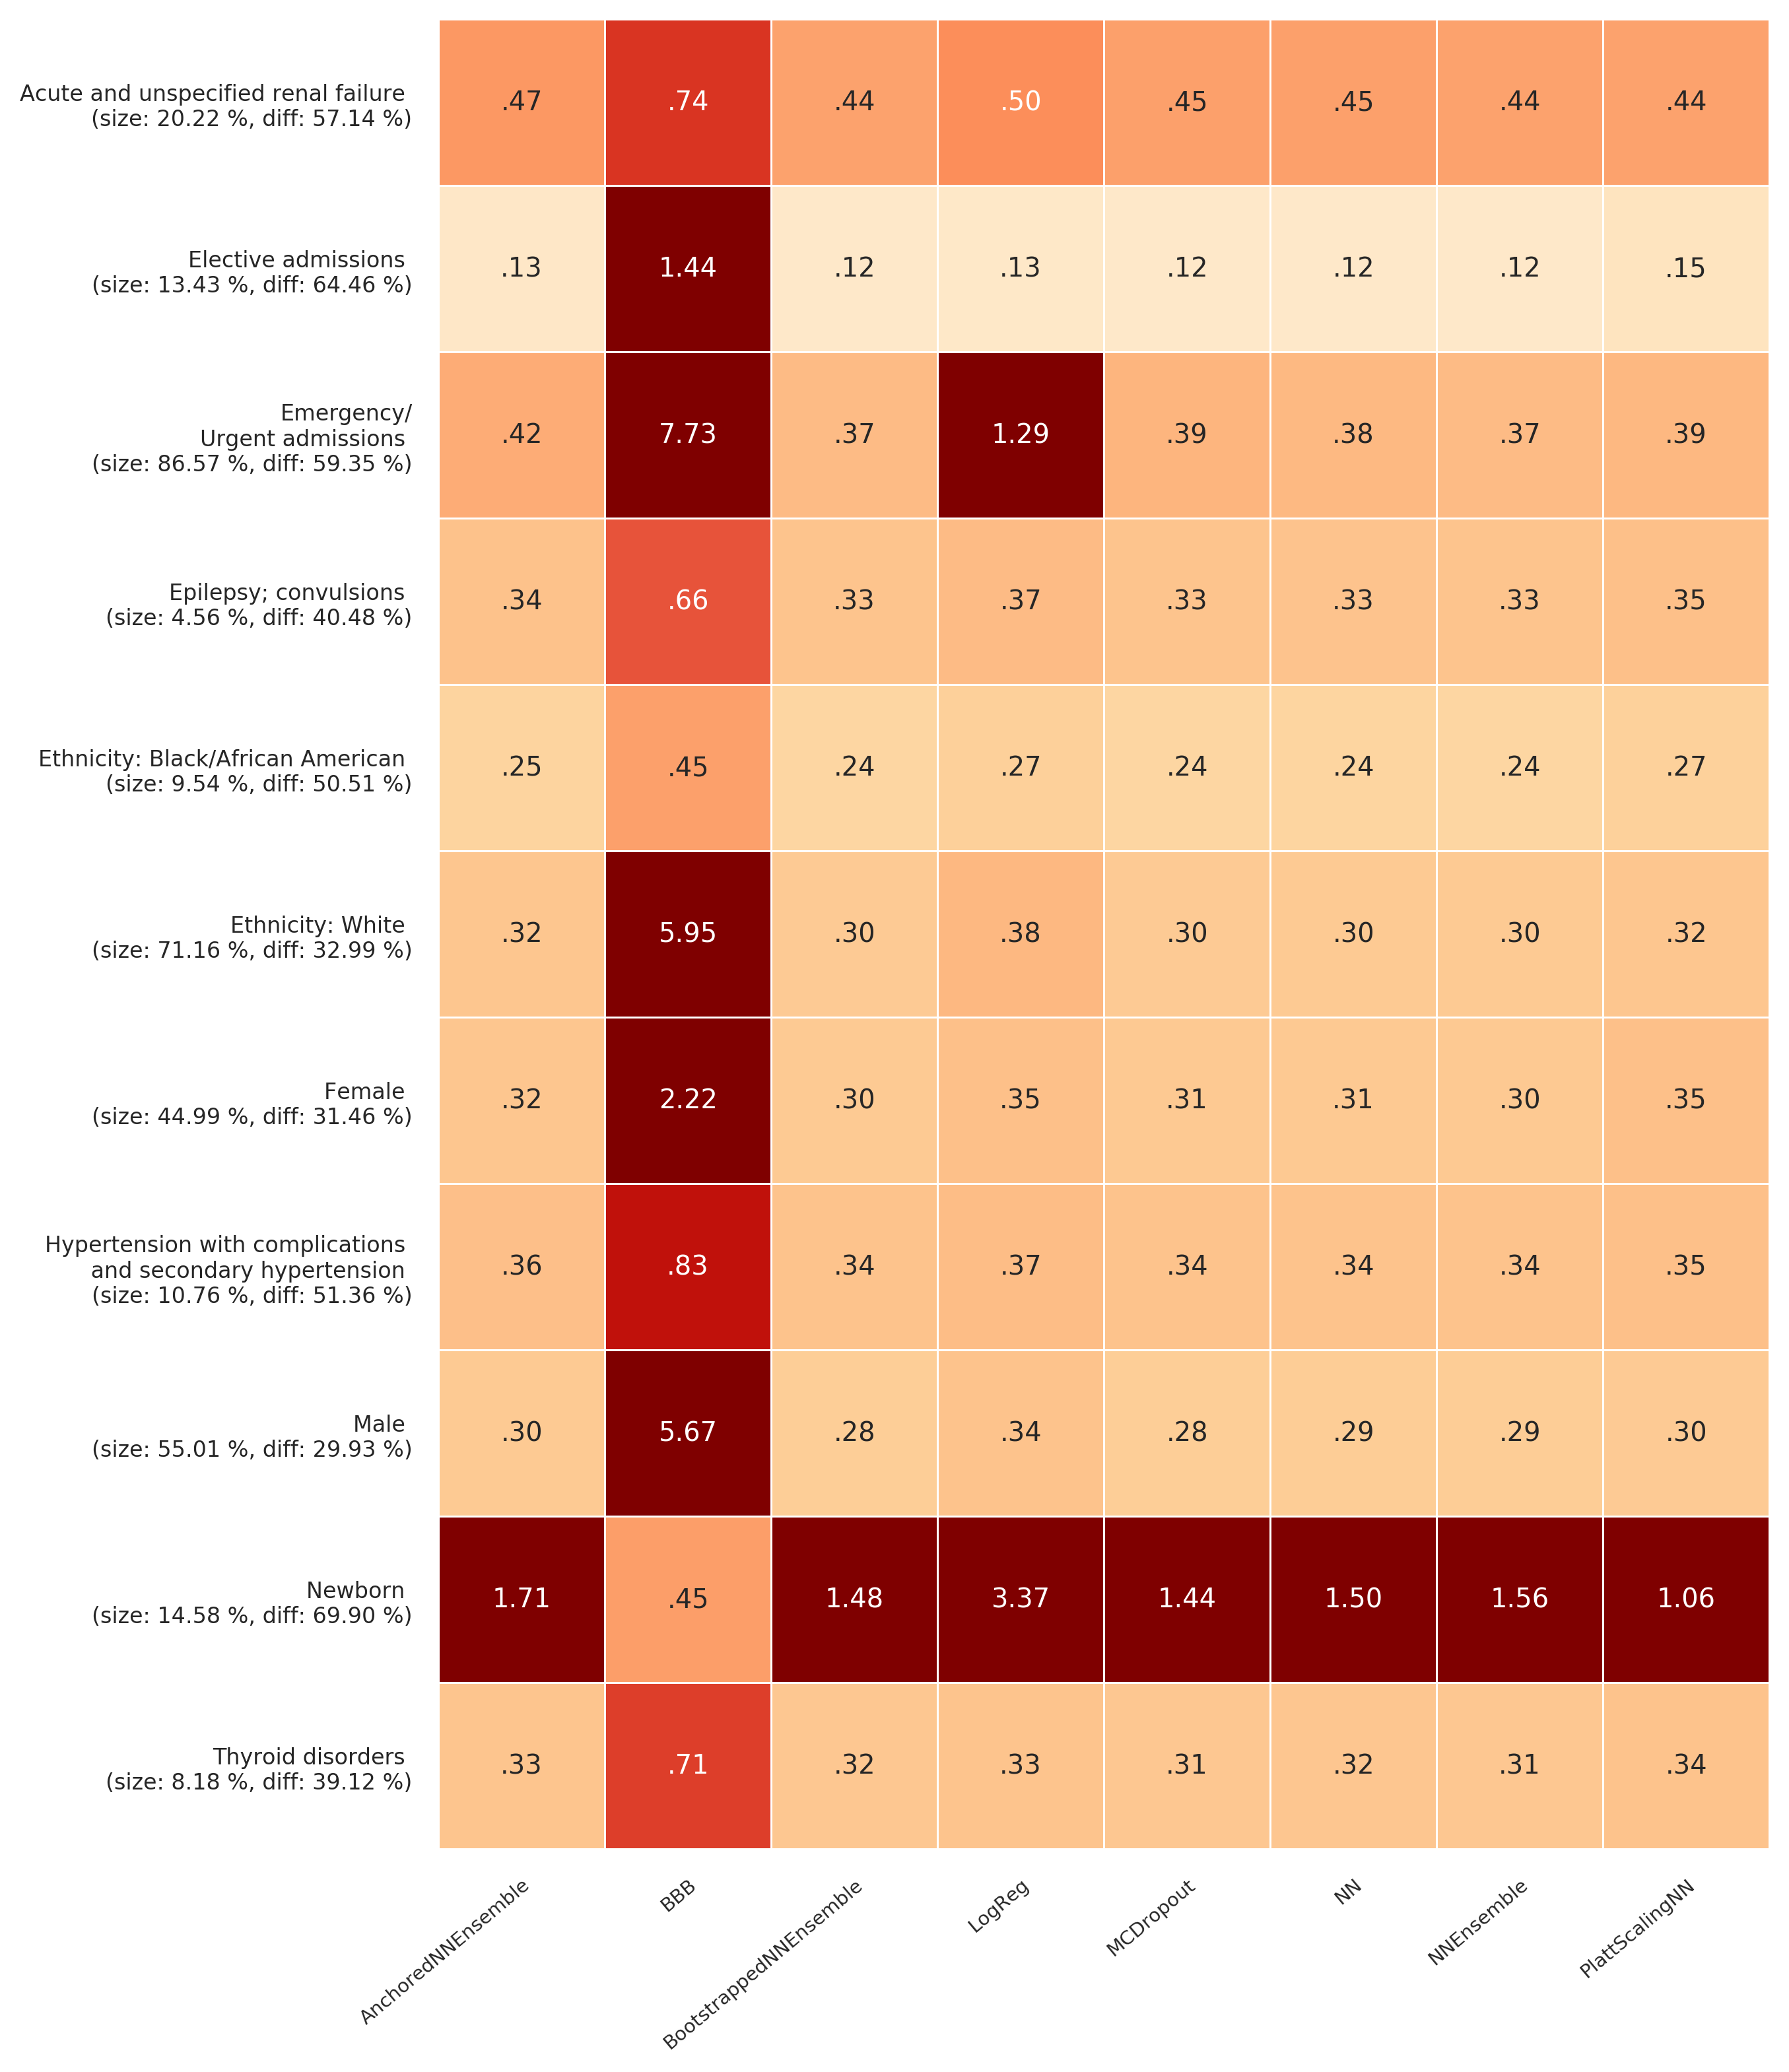 Acute and unspecified renal failure
(size: 20.22 %, diff: 57.14 %)
.47 .74 .44 .50 .45 .45 .44 .44
Elective admissions
(size: 13.43 %, diff: 64.46 %)
.13 1.44 .12 .13 .12 .12 .12 .15
Emergency/
Urgent admissions
(size: 86.57 %, diff: 59.35 %)
.42 7.73 .37 1.29 .39 .38 .37 .39
Epilepsy; convulsions
(size: 4.56 %, diff: 40.48 %)
.34 .66 .33 .37 .33 .33 .33 .35
Ethnicity: Black/African American
(size: 9.54 %, diff: 50.51 %)
.25 .45 .24 .27 .24 .24 .24 .27
Ethnicity: White
(size: 71.16 %, diff: 32.99 %)
.32 5.95 .30 .38 .30 .30 .30 .32
Female
(size: 44.99 %, diff: 31.46 %)
.32 2.22 .30 .35 .31 .31 .30 .35
Hypertension with complications
and secondary hypertension
(size: 10.76 %, diff: 51.36 %)
.36 .83 .34 .37 .34 .34 .34 .35
Male
(size: 55.01 %, diff: 29.93 %)
.30 5.67 .28 .34 .28 .29 .29 .30
Newborn
(size: 14.58 %, diff: 69.90 %)
1.71 .45 1.48 3.37 1.44 1.50 1.56 1.06
Thyroid disorders
(size: 8.18 %, diff: 39.12 %)
.33 .71 .32 .33 .31 .32 .31 .34
AnchoredNNEnsemble
BBB
BootstrappedNNEnsemble
LogReg
MCDropout
NN
NNEnsemble
PlattScalingNN